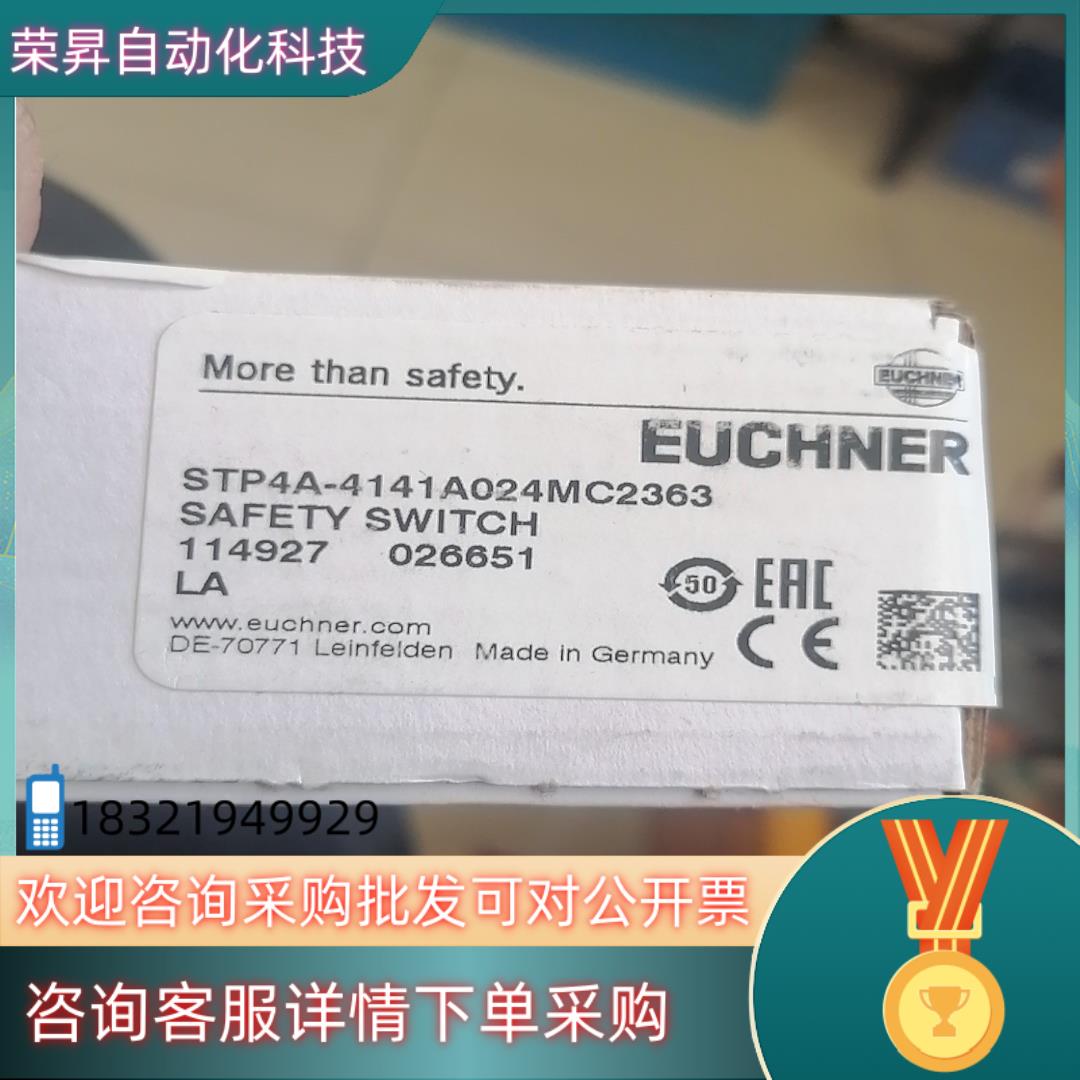 荣昇自动化科技
More than safety.
EUCHNER
EUCHNER
STP4A-4141A024MC2363
SAFETY SWITCH
114927 026651
LA
50 EAC
CE
www.euchner.com
DE-70771 Leinfelden Made in Germany
18321949929
欢迎咨询采购批发可对公开票
咨询客服详情下单采购